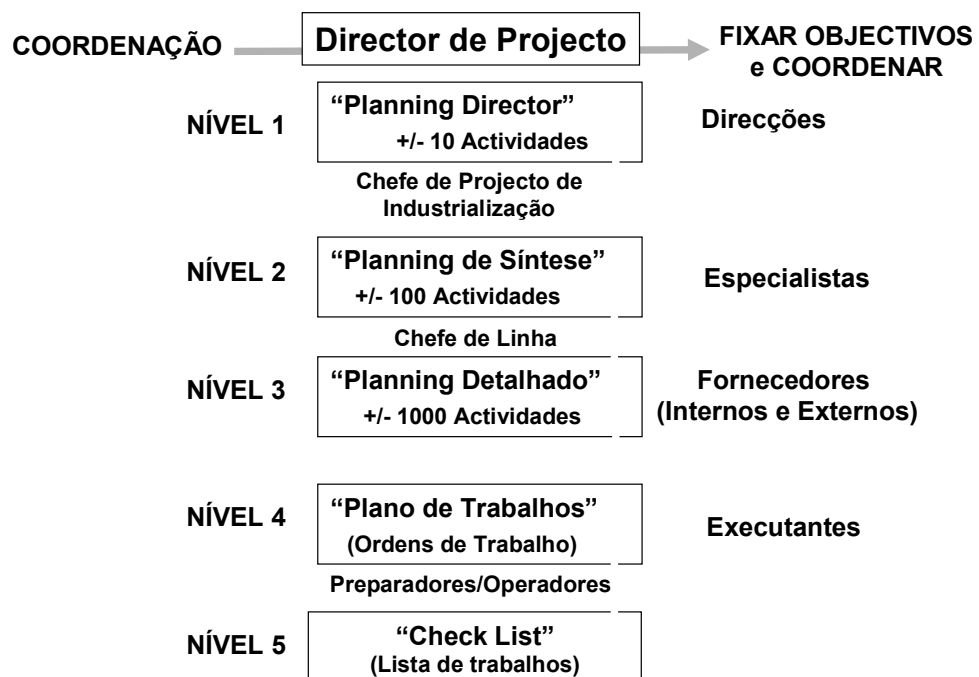 COORDENAÇÃO
Director de Projecto
FIXAR OBJECTIVOS
e COORDENAR
NÍVEL 1
“Planning Director”
+/- 10 Actividades
Direcções
Chefe de Projecto de
Industrialização
NÍVEL 2
“Planning de Síntese”
+/- 100 Actividades
Especialistas
Chefe de Linha
NÍVEL 3
“Planning Detalhado”
+/- 1000 Actividades
Fornecedores
(Internos e Externos)
NÍVEL 4
“Plano de Trabalhos”
(Ordens de Trabalho)
Executantes
Preparadores/Operadores
NÍVEL 5
“Check List”
(Lista de trabalhos)